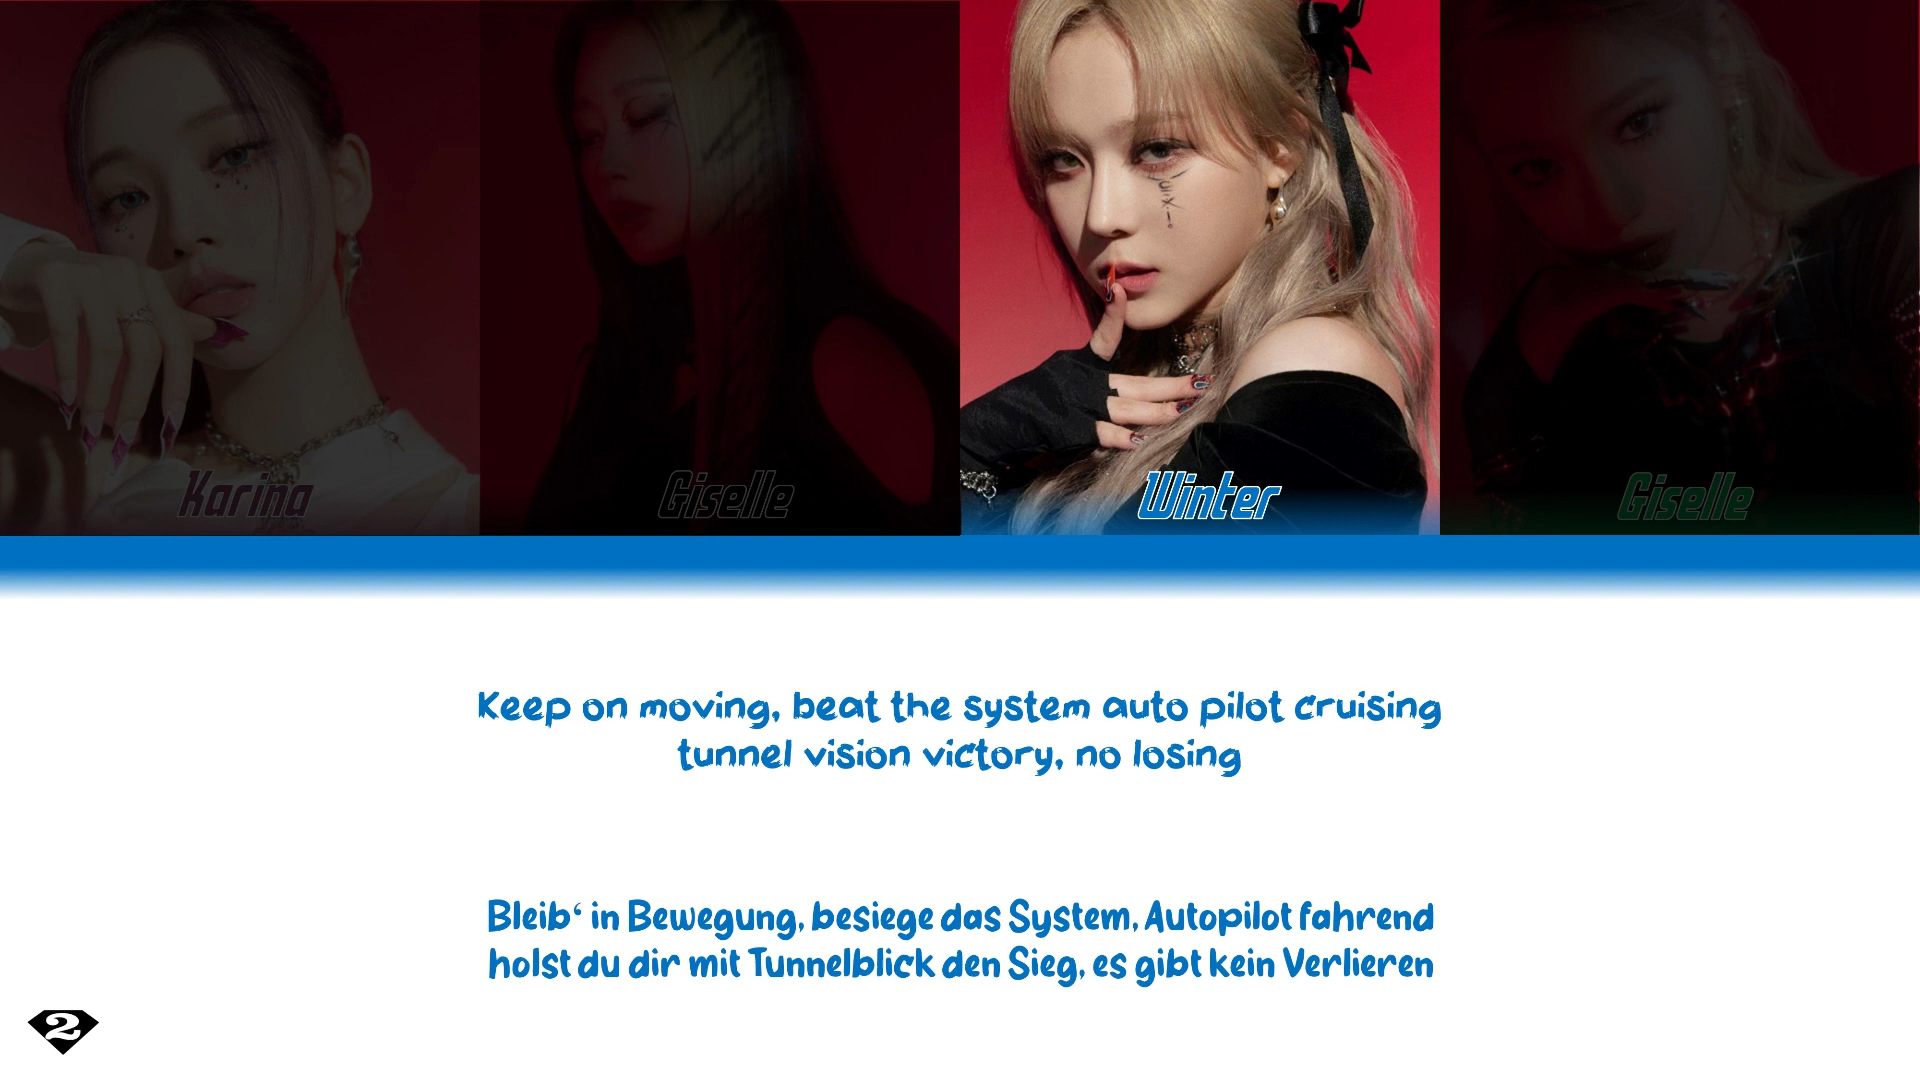 Karina
Giselle
Winter
Giselle
Keep on moving, beat the system auto pilot cruising
tunnel vision victory, no losing
Bleib‘ in Bewegung, besiege das System, Autopilot fahrend
holst du dir mit Tunnelblick den Sieg, es gibt kein Verlieren
2